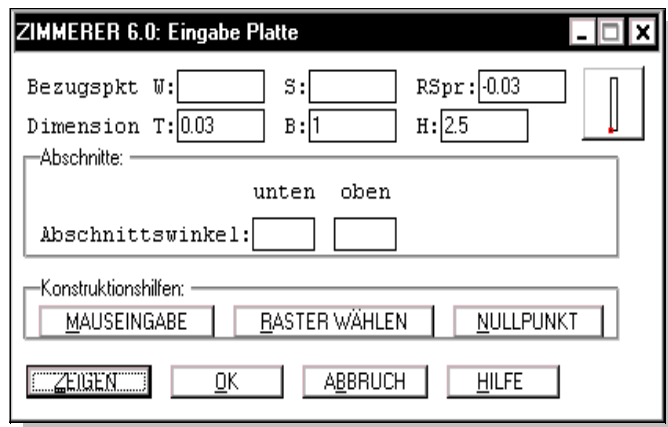 ZIMMERER 6.0: Eingabe Platte
Bezugspkt W: S: RSpr: -0.03
Dimension T: 0.03 B: 1 H: 2.5
Abschnitte:
unten oben
Abschnittswinkel:
Konstruktionshilfen:
MAUSEINGABE RASTER WÄHLEN NULLPUNKT
ZEIGEN OK ABBRUCH HILFE